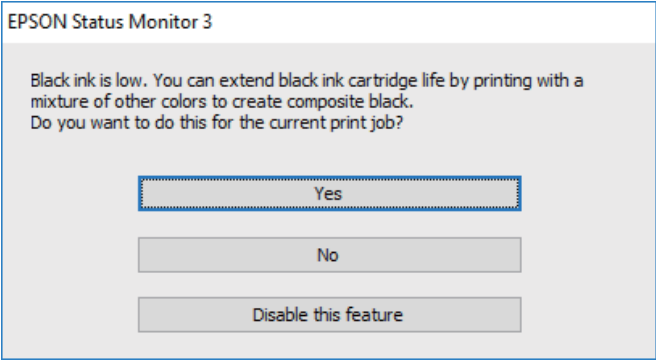 EPSON Status Monitor 3
Black ink is low. You can extend black ink cartridge life by printing with a
mixture of other colors to create composite black.
Do you want to do this for the current print job?
Yes
No
Disable this feature